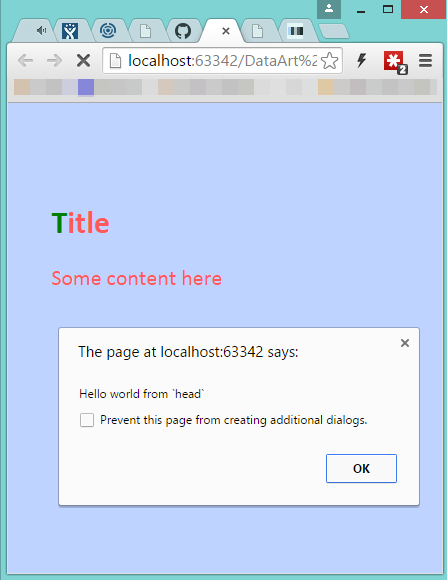 localhost:63342/DataArt%2
2
Title
Some content here
The page at localhost:63342 says:
Hello world from `head`
Prevent this page from creating additional dialogs.
OK